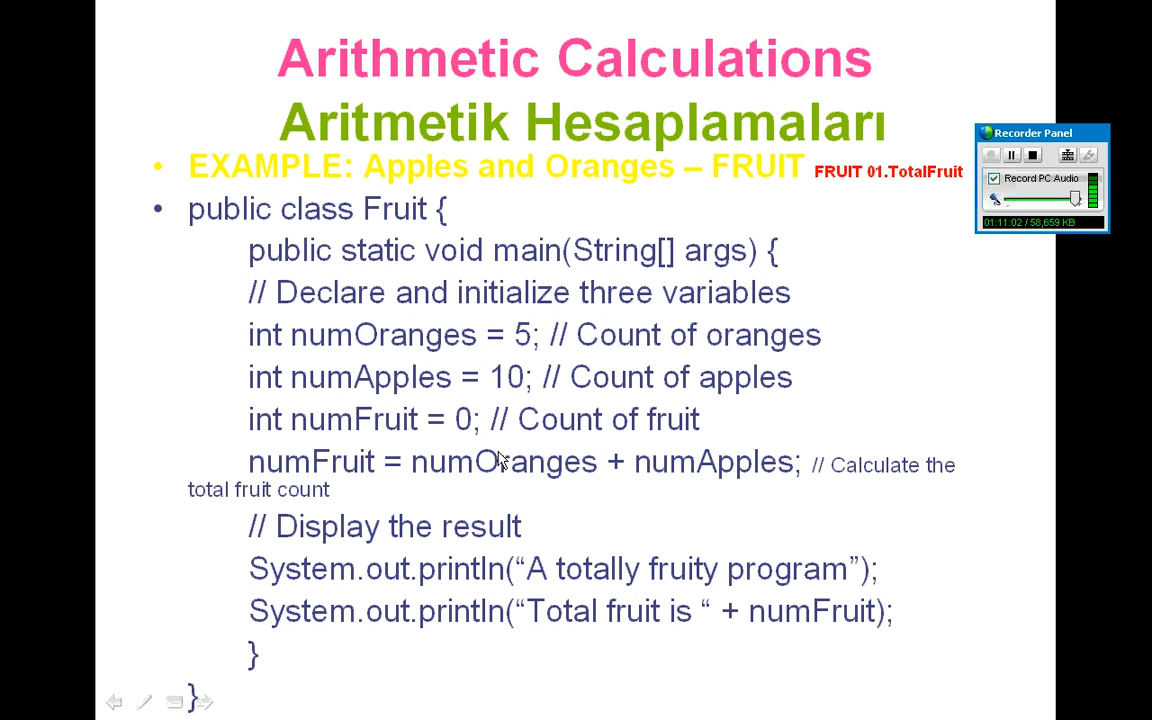 Arithmetic Calculations
Aritmetik Hesaplamaları
• EXAMPLE: Apples and Oranges – FRUIT FRUIT 01.TotalFruit
• public class Fruit {
public static void main(String[] args) {
// Declare and initialize three variables
int numOranges = 5; // Count of oranges
int numApples = 10; // Count of apples
int numFruit = 0; // Count of fruit
numFruit = numOranges + numApples; // Calculate the
total fruit count
// Display the result
System.out.println(“A totally fruity program”);
System.out.println(“Total fruit is “ + numFruit);
}
}
Recorder Panel
Record PC Audio
01:11:02 / 58,659 KB